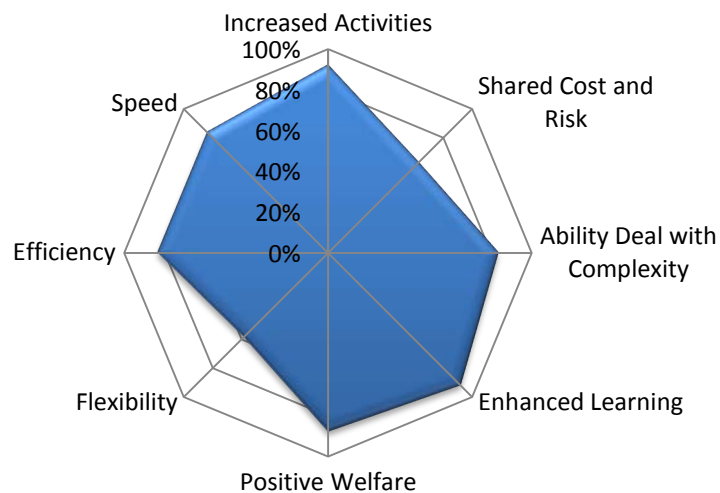 Increased Activities
100%
80%
60%
40%
20%
0%
Shared Cost and
Risk
Ability Deal with
Complexity
Enhanced Learning
Positive Welfare
Flexibility
Efficiency
Speed